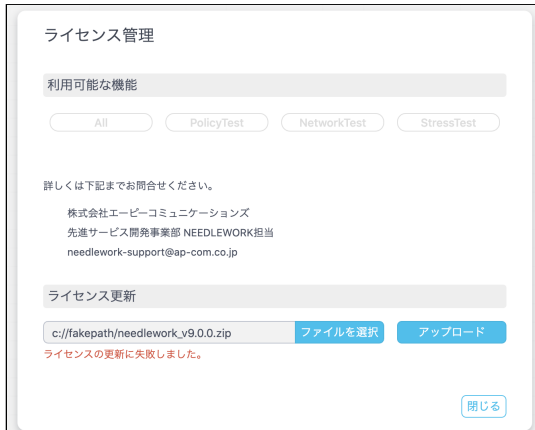 ライセンス管理
利用可能な機能
All PolicyTest NetworkTest StressTest
詳しくは下記までお問合せください。
株式会社エーピーコミュニケーションズ
先進サービス開発事業部 NEEDLEWORK担当
needlework-support@ap-com.co.jp
ライセンス更新
c://fakepath/needlework_v9.0.0.zip ファイルを選択 アップロード
ライセンスの更新に失敗しました。
閉じる